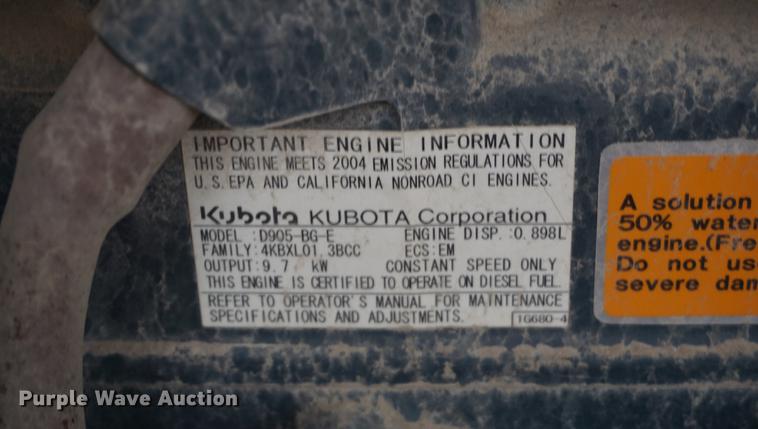 IMPORTANT ENGINE INFORMATION
THIS ENGINE MEETS 2004 EMISSION REGULATIONS FOR
U.S.EPA AND CALIFORNIA NONROAD CI ENGINES.
Kubota KUBOTA Corporation
MODEL :D905-BG-E ENGINE DISP.:0.898L
FAMILY:4KBXL01.3BCC ECS:EM
OUTPUT:9.7 kW CONSTANT SPEED ONLY
THIS ENGINE IS CERTIFIED TO OPERATE ON DIESEL FUEL.
REFER TO OPERATOR'S MANUAL FOR MAINTENANCE
SPECIFICATIONS AND ADJUSTMENTS.
1G680-4
A solution
50% water
engine.(Fre
Do not us
severe dam
Purple Wave Auction